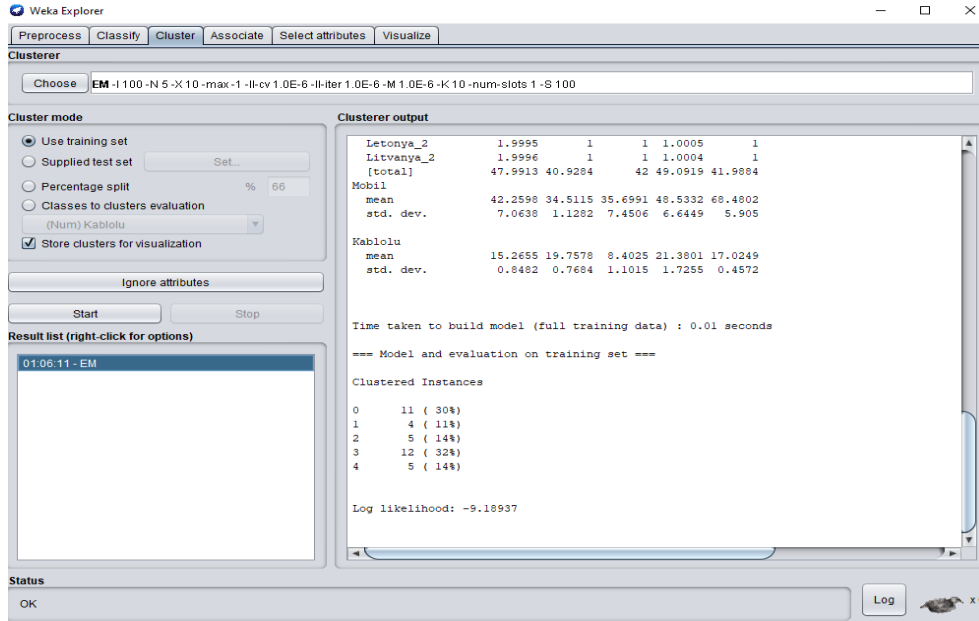 Weka Explorer
Preprocess Classify Cluster Associate Select attributes Visualize
Clusterer
Choose EM -I 100 -N 5 -X 10 -max -1 -ll-cv 1.0E-6 -ll-iter 1.0E-6 -M 1.0E-6 -K 10 -num-slots 1 -S 100
Cluster mode
Use training set
Supplied test set Set...
Percentage split % 66
Classes to clusters evaluation
(Num) Kablolu
Store clusters for visualization
Ignore attributes
Start Stop
Result list (right-click for options)
01:06:11 - EM
Clusterer output
Letonya_2 1.9995 1 1 1.0005 1
Litvanya_2 1.9996 1 1 1.0004 1
[total] 47.9913 40.9284 42 49.0919 41.9884
Mobil
mean 42.2598 34.5115 35.6991 48.5332 68.4802
std. dev. 7.0638 1.1282 7.4506 6.6449 5.905
Kablolu
mean 15.2655 19.7578 8.4025 21.3801 17.0249
std. dev. 0.8482 0.7684 1.1015 1.7255 0.4572
Time taken to build model (full training data) : 0.01 seconds
=== Model and evaluation on training set ===
Clustered Instances
0 11 ( 30%)
1 4 ( 11%)
2 5 ( 14%)
3 12 ( 32%)
4 5 ( 14%)
Log likelihood: -9.18937
Status
OK
Log
x